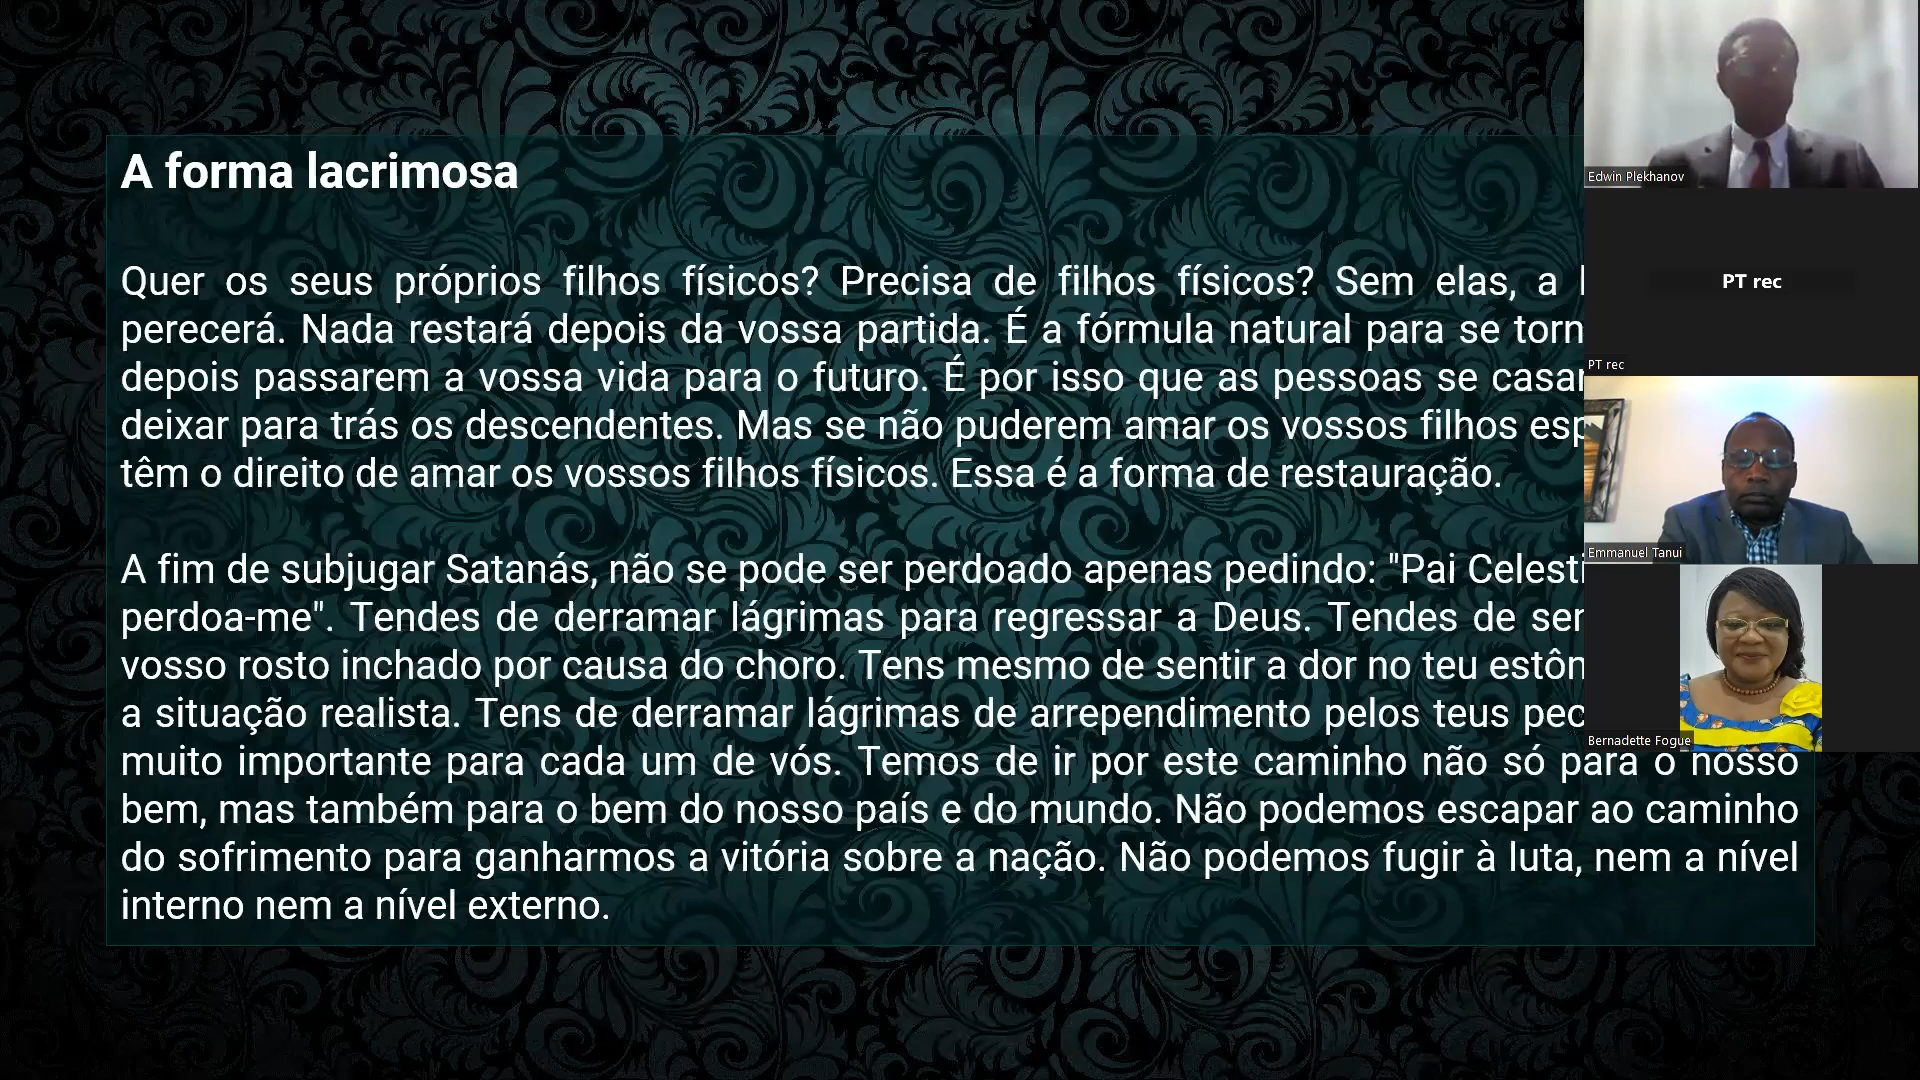 A forma lacrimosa
Quer os seus próprios filhos físicos? Precisa de filhos físicos? Sem elas, a
perecerá. Nada restará depois da vossa partida. É a fórmula natural para se
depois passarem a vossa vida para o futuro. É por isso que as pessoas se
deixar para trás os descendentes. Mas se não puderem amar os vossos filhos
têm o direito de amar os vossos filhos físicos. Essa é a forma de restauração.
A fim de subjugar Satanás, não se pode ser perdoado apenas pedindo: "Pai
perdoa-me". Tendes de derramar lágrimas para regressar a Deus. Tendes de
vosso rosto inchado por causa do choro. Tens mesmo de sentir a dor no teu
a situação realista. Tens de derramar lágrimas de arrependimento pelos teus
muito importante para cada um de vós. Temos de ir por este caminho não só para o nosso
bem, mas também para o bem do nosso país e do mundo. Não podemos escapar ao caminho
do sofrimento para ganharmos a vitória sobre a nação. Não podemos fugir à luta, nem a nível
interno nem a nível externo.
Edwin Plekhanov
PT rec
PT rec
Emmanuel Tanui
Bernadette Fogue